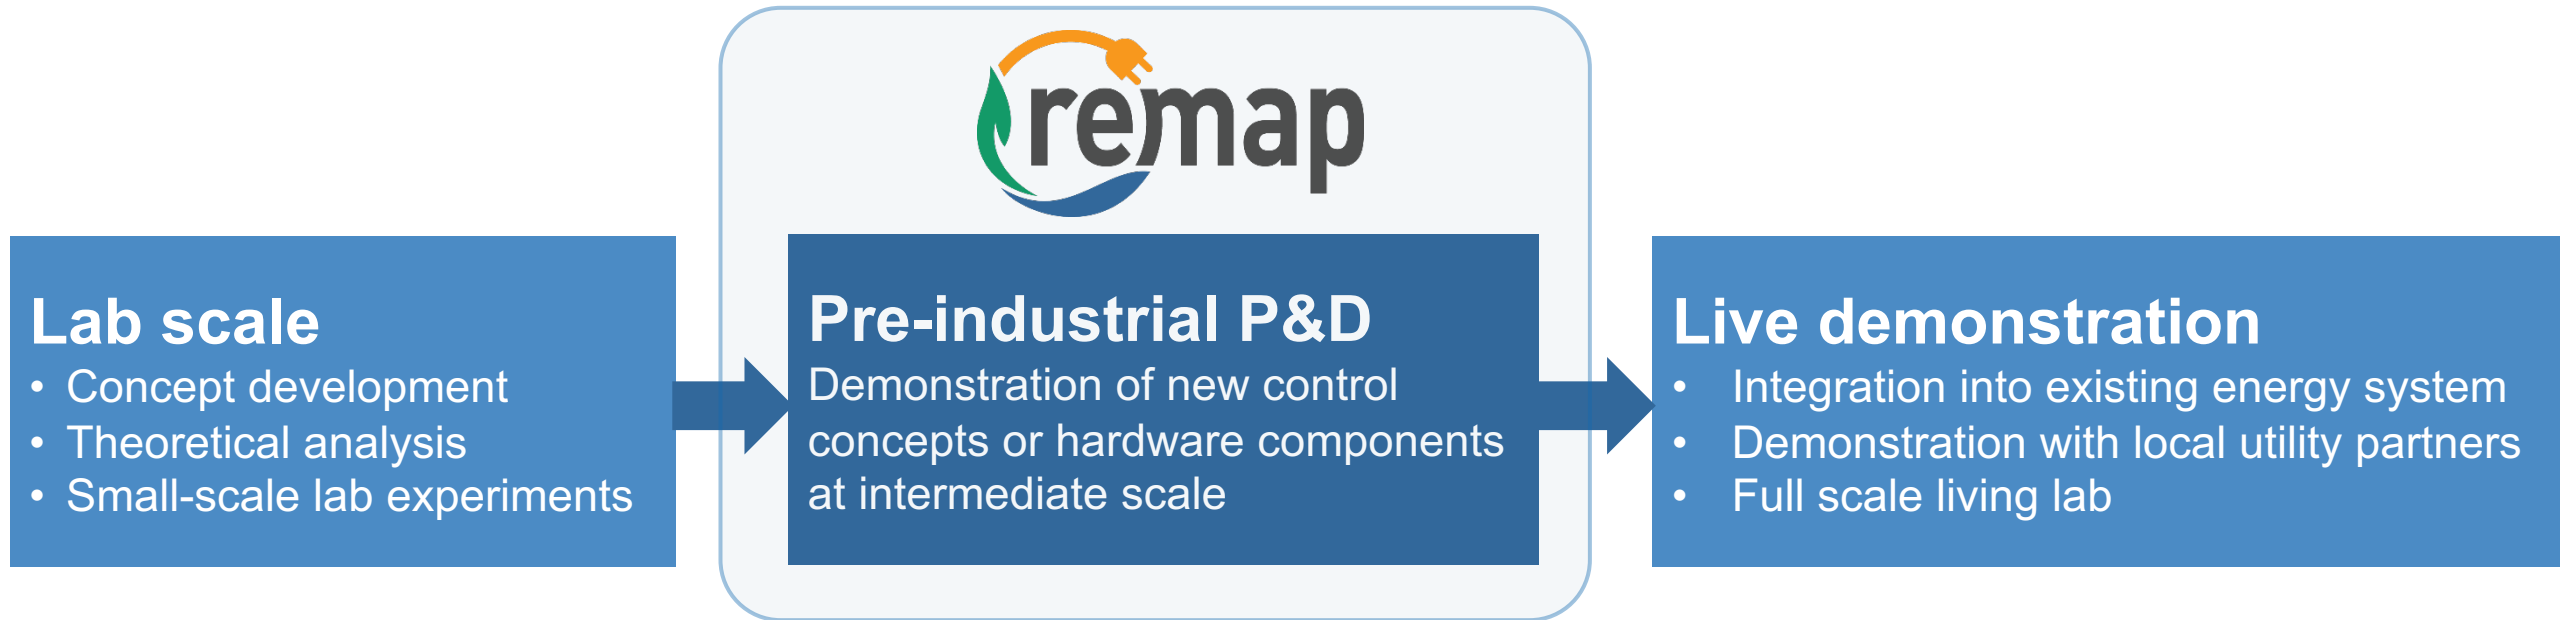 remap
Lab scale
• Concept development
• Theoretical analysis
• Small-scale lab experiments
Pre-industrial P&D
Demonstration of new control
concepts or hardware components
at intermediate scale
Live demonstration
• Integration into existing energy system
• Demonstration with local utility partners
• Full scale living lab